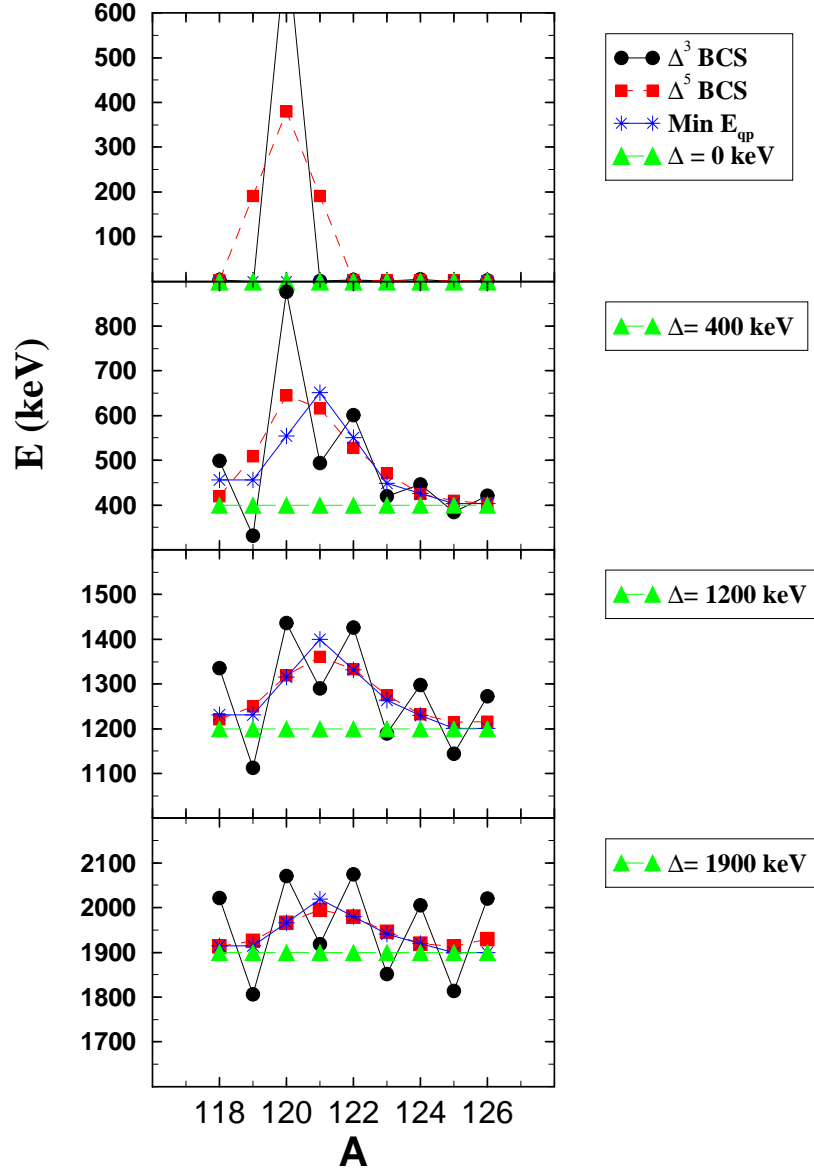 E (keV)
600
500
400
300
200
100
Δ³ BCS
Δ⁵ BCS
Min E_qp
Δ = 0 keV
800
700
600
500
400
Δ= 400 keV
1500
1400
1300
1200
1100
Δ= 1200 keV
2100
2000
1900
1800
1700
Δ= 1900 keV
118 120 122 124 126
A